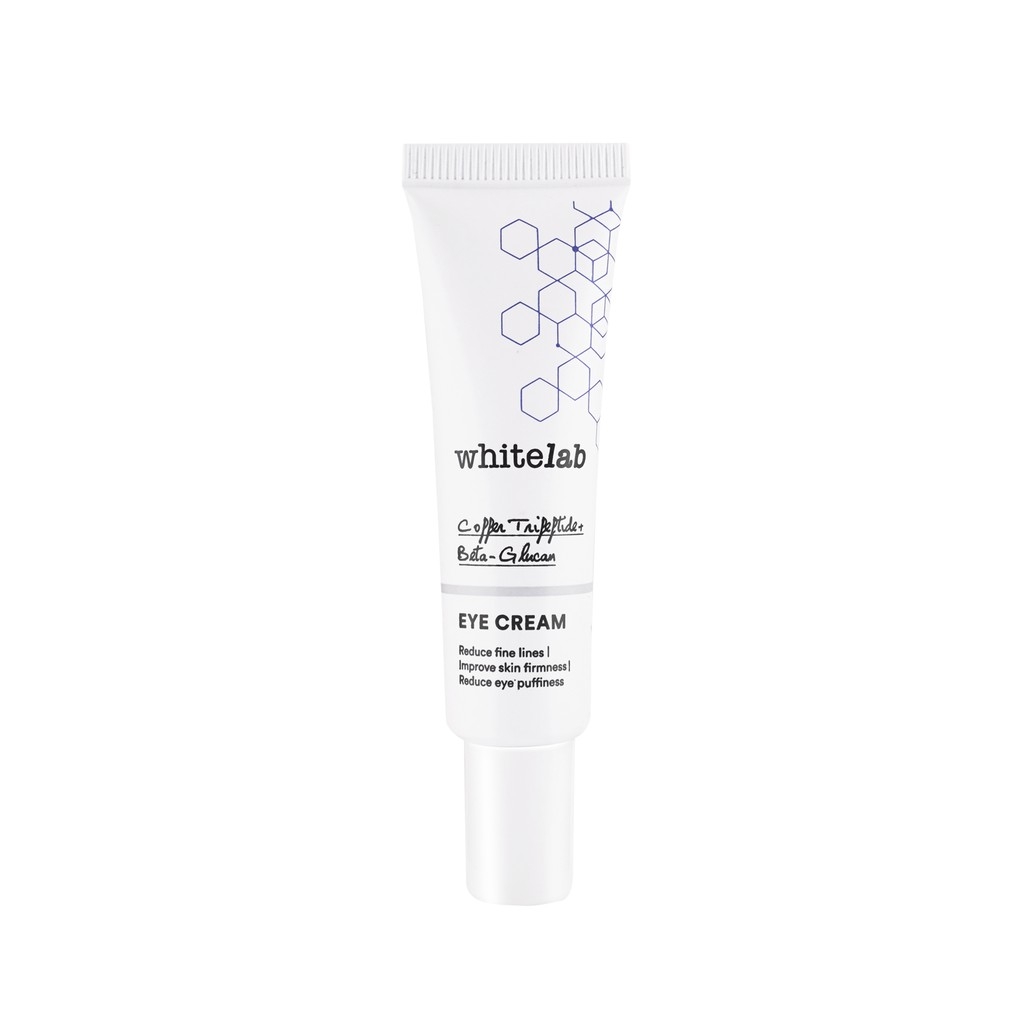 whitelab
Copper Tripeptide+
Beta-Glucan
EYE CREAM
Reduce fine lines |
Improve skin firmness|
Reduce eye puffiness